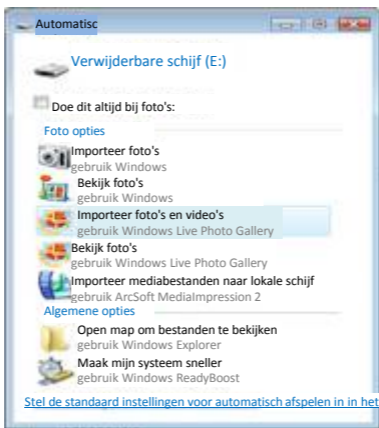 Automatisc
Verwijderbare schijf (E:)
Doe dit altijd bij foto's:
Foto opties
Importeer foto's
gebruik Windows
Bekijk foto's
gebruik Windows
Importeer foto's en video's
gebruik Windows Live Photo Gallery
Bekijk foto's
gebruik Windows Live Photo Gallery
Importeer mediabestanden naar lokale schijf
gebruik ArcSoft MediaImpression 2
Algemene opties
Open map om bestanden te bekijken
gebruik Windows Explorer
Maak mijn systeem sneller
gebruik Windows ReadyBoost
Stel de standaard instellingen voor automatisch afspelen in in het